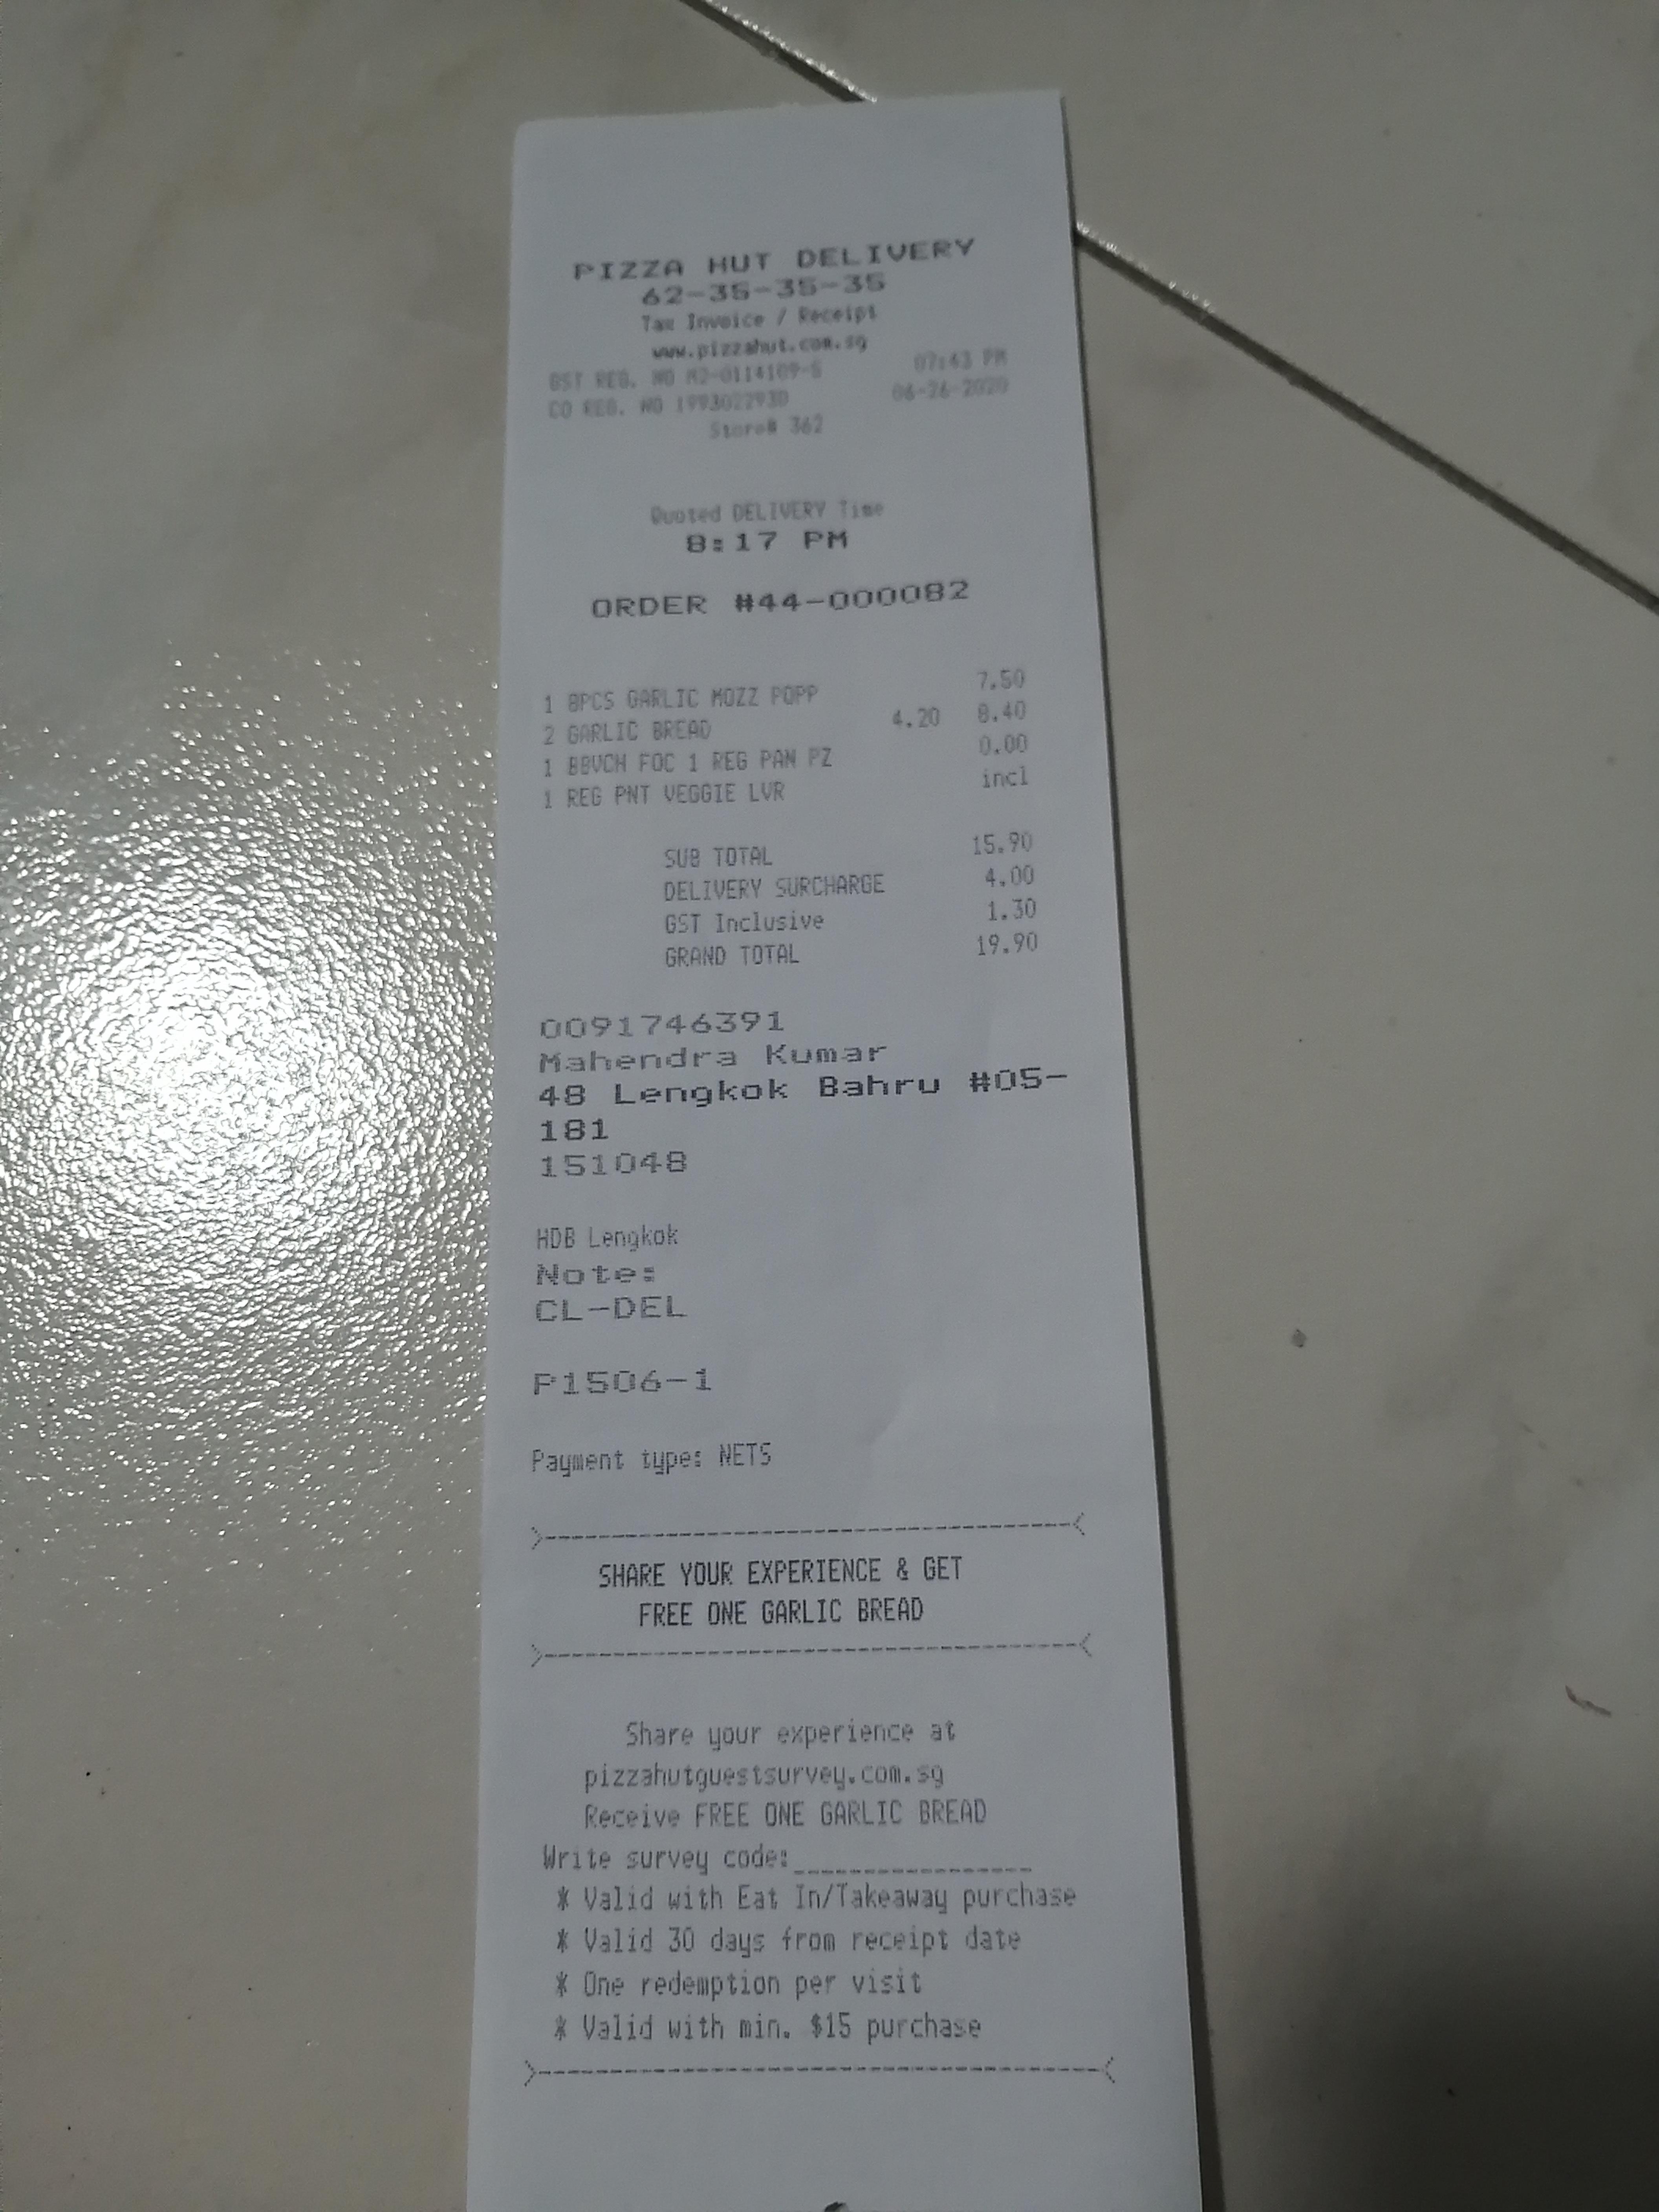 PIZZA HUT DELIVERY
62-35-35-35
Tax Invoice / Receipt
www.pizzahut.com.sg
GST REG. NO M2-0114109-5 07:43 PM
CO REG. NO 199302293D 06-26-2020
Store# 362
Quoted DELIVERY Time
8:17 PM
ORDER #44-000082
1 8PCS GARLIC MOZZ POPP 7.50
2 GARLIC BREAD 4.20 8.40
1 BBVCH FOC 1 REG PAN PZ 0.00
1 REG PNT VEGGIE LVR incl
SUB TOTAL 15.90
DELIVERY SURCHARGE 4.00
GST Inclusive 1.30
GRAND TOTAL 19.90
0091746391
Mahendra Kumar
48 Lengkok Bahru #05-
181
151048
HDB Lengkok
Note:
CL-DEL
P1506-1
Payment type: NETS
>----------------------------------------<
SHARE YOUR EXPERIENCE & GET
FREE ONE GARLIC BREAD
>----------------------------------------<
Share your experience at
pizzahutguestsurvey.com.sg
Receive FREE ONE GARLIC BREAD
Write survey code:_________________
* Valid with Eat In/Takeaway purchase
* Valid 30 days from receipt date
* One redemption per visit
* Valid with min. $15 purchase
>----------------------------------------<